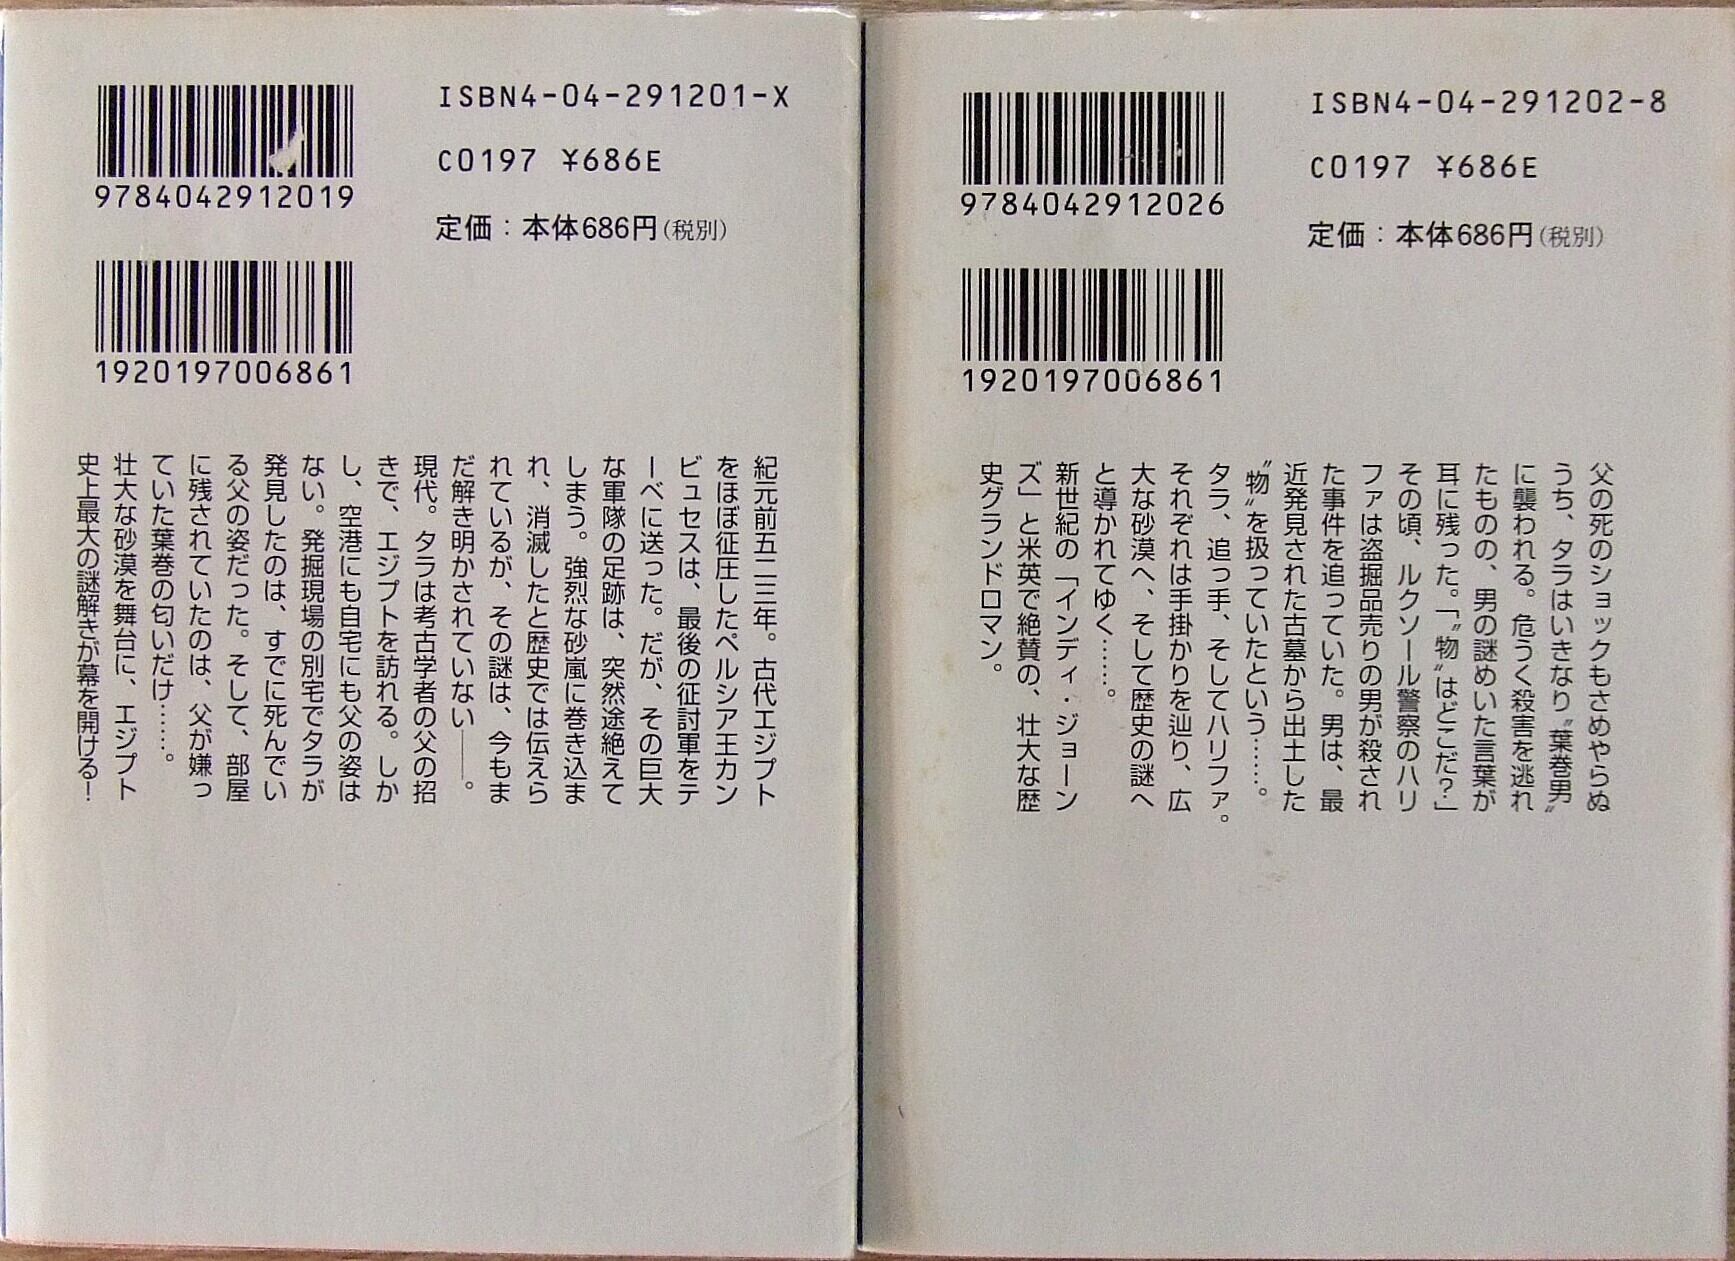 ISBN4-04-291201-X
C0197 ¥686E
9784042912019
定価：本体686円（税別）
1920197006861
紀元前五二三年。古代エジプト
をほぼ征圧したペルシア王カン
ビュセスは、最後の征討軍をテ
ーベに送った。だが、その巨大
な軍隊の足跡は、突然途絶えて
しまう。強烈な砂嵐に巻き込ま
れ、消滅したと歴史では伝えら
れているが、その謎は、今もま
だ解き明かされていない――。
現代。タラは考古学者の父の招
きで、エジプトを訪れる。しか
し、空港にも自宅にも父の姿は
ない。発掘現場の別宅でタラが
発見したのは、すでに死んでい
る父の姿だった。そして、部屋
に残されていたのは、父が嫌っ
ていた葉巻の匂いだけ……。
壮大な砂漠を舞台に、エジプト
史上最大の謎解きが幕を開ける！
ISBN4-04-291202-8
C0197 ¥686E
9784042912026
定価：本体686円（税別）
1920197006861
父の死のショックもさめやらぬ
うち、タラはいきなり〝葉巻男〟
に襲われる。危うく殺害を逃れ
たものの、男の謎めいた言葉が
耳に残った。「〝物〟はどこだ？」
その頃、ルクソール警察のハリ
ファは盗掘品売りの男が殺され
た事件を追っていた。男は、最
近発見された古墓から出土した
〝物〟を扱っていたという……。
タラ、追っ手、そしてハリファ。
それぞれは手掛かりを辿り、広
大な砂漠へ、そして歴史の謎へ
と導かれてゆく……。
新世紀の「インディ・ジョーン
ズ」と米英で絶賛の、壮大な歴
史グランドロマン。